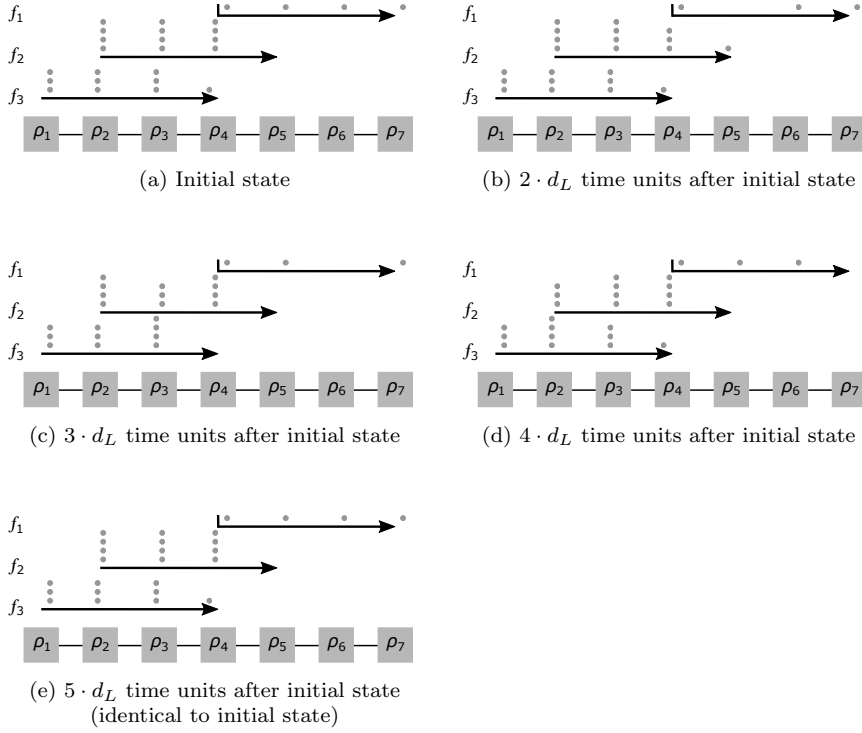 f₁
f₂
f₃
ρ₁ ρ₂ ρ₃ ρ₄ ρ₅ ρ₆ ρ₇
(a) Initial state
f₁
f₂
f₃
ρ₁ ρ₂ ρ₃ ρ₄ ρ₅ ρ₆ ρ₇
(b) 2 · d_L time units after initial state
f₁
f₂
f₃
ρ₁ ρ₂ ρ₃ ρ₄ ρ₅ ρ₆ ρ₇
(c) 3 · d_L time units after initial state
f₁
f₂
f₃
ρ₁ ρ₂ ρ₃ ρ₄ ρ₅ ρ₆ ρ₇
(d) 4 · d_L time units after initial state
f₁
f₂
f₃
ρ₁ ρ₂ ρ₃ ρ₄ ρ₅ ρ₆ ρ₇
(e) 5 · d_L time units after initial state
(identical to initial state)